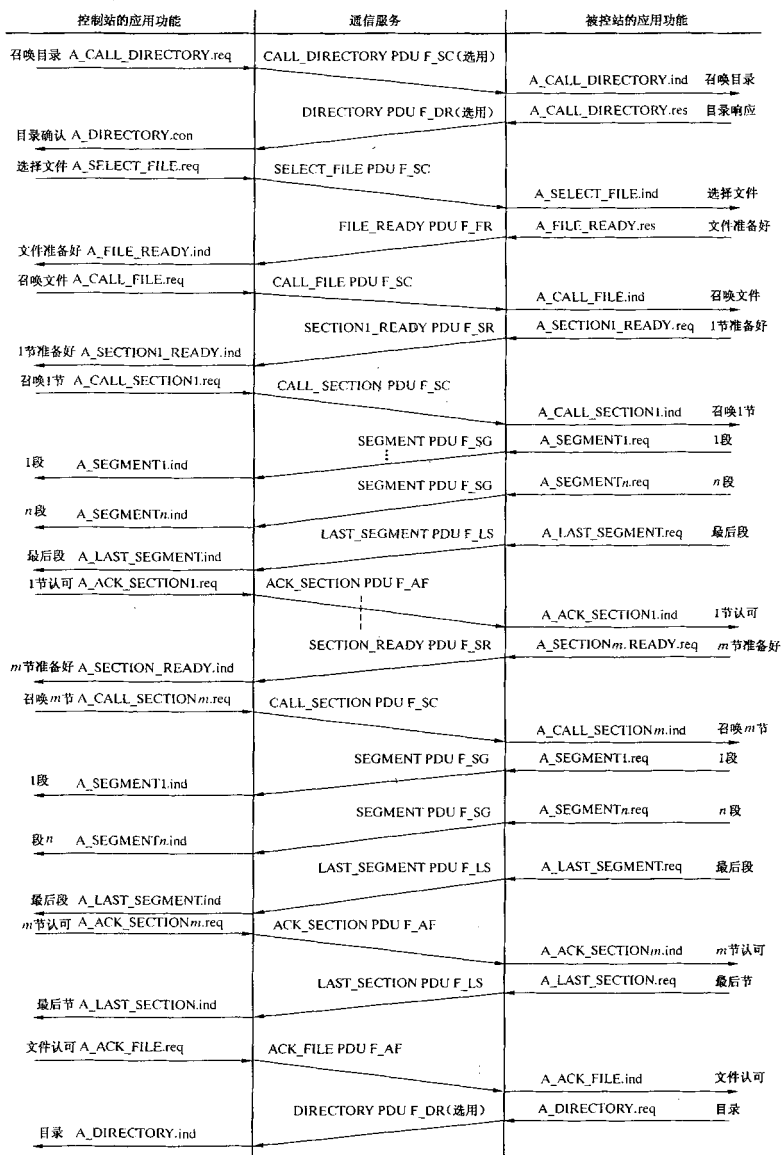 控制站的应用功能 通信服务 被控站的应用功能
召唤目录 A_CALL_DIRECTORY.req CALL_DIRECTORY PDU F_SC(选用)
A_CALL_DIRECTORY.ind 召唤目录
DIRECTORY PDU F_DR(选用) A_CALL_DIRECTORY.res 目录响应
目录确认 A_DIRECTORY.con
选择文件 A_SELECT_FILE.req SELECT_FILE PDU F_SC
A_SELECT_FILE.ind 选择文件
FILE_READY PDU F_FR A_FILE_READY.res 文件准备好
文件准备好 A_FILE_READY.ind
召唤文件 A_CALL_FILE.req CALL_FILE PDU F_SC
A_CALL_FILE.ind 召唤文件
SECTION1_READY PDU F_SR A_SECTION1_READY.req 1节准备好
1节准备好 A_SECTION1_READY.ind
召唤1节 A_CALL_SECTION1.req CALL_SECTION PDU F_SC
A_CALL_SECTION1.ind 召唤1节
SEGMENT PDU F_SG A_SEGMENT1.req 1段
1段 A_SEGMENT1.ind
SEGMENT PDU F_SG A_SEGMENTn.req n段
n段 A_SEGMENTn.ind
LAST_SEGMENT PDU F_LS A_LAST_SEGMENT.req 最后段
最后段 A_LAST_SEGMENT.ind
1节认可 A_ACK_SECTION1.req ACK_SECTION PDU F_AF
A_ACK_SECTION1.ind 1节认可
SECTION_READY PDU F_SR A_SECTIONm.READY.req m节准备好
m节准备好 A_SECTION_READY.ind
召唤m节 A_CALL_SECTIONm.req CALL_SECTION PDU F_SC
A_CALL_SECTIONm.ind 召唤m节
SEGMENT PDU F_SG A_SEGMENT1.req 1段
1段 A_SEGMENT1.ind
SEGMENT PDU F_SG A_SEGMENTn.req n段
段n A_SEGMENTn.ind
LAST_SEGMENT PDU F_LS A_LAST_SEGMENT.req 最后段
最后段 A_LAST_SEGMENT.ind
m节认可 A_ACK_SECTIONm.req ACK_SECTION PDU F_AF
A_ACK_SECTIONm.ind m节认可
LAST_SECTION PDU F_LS A_LAST_SECTION.req 最后节
最后节 A_LAST_SECTION.ind
文件认可 A_ACK_FILE.req ACK_FILE PDU F_AF
A_ACK_FILE.ind 文件认可
DIRECTORY PDU F_DR(选用) A_DIRECTORY.req 目录
目录 A_DIRECTORY.ind